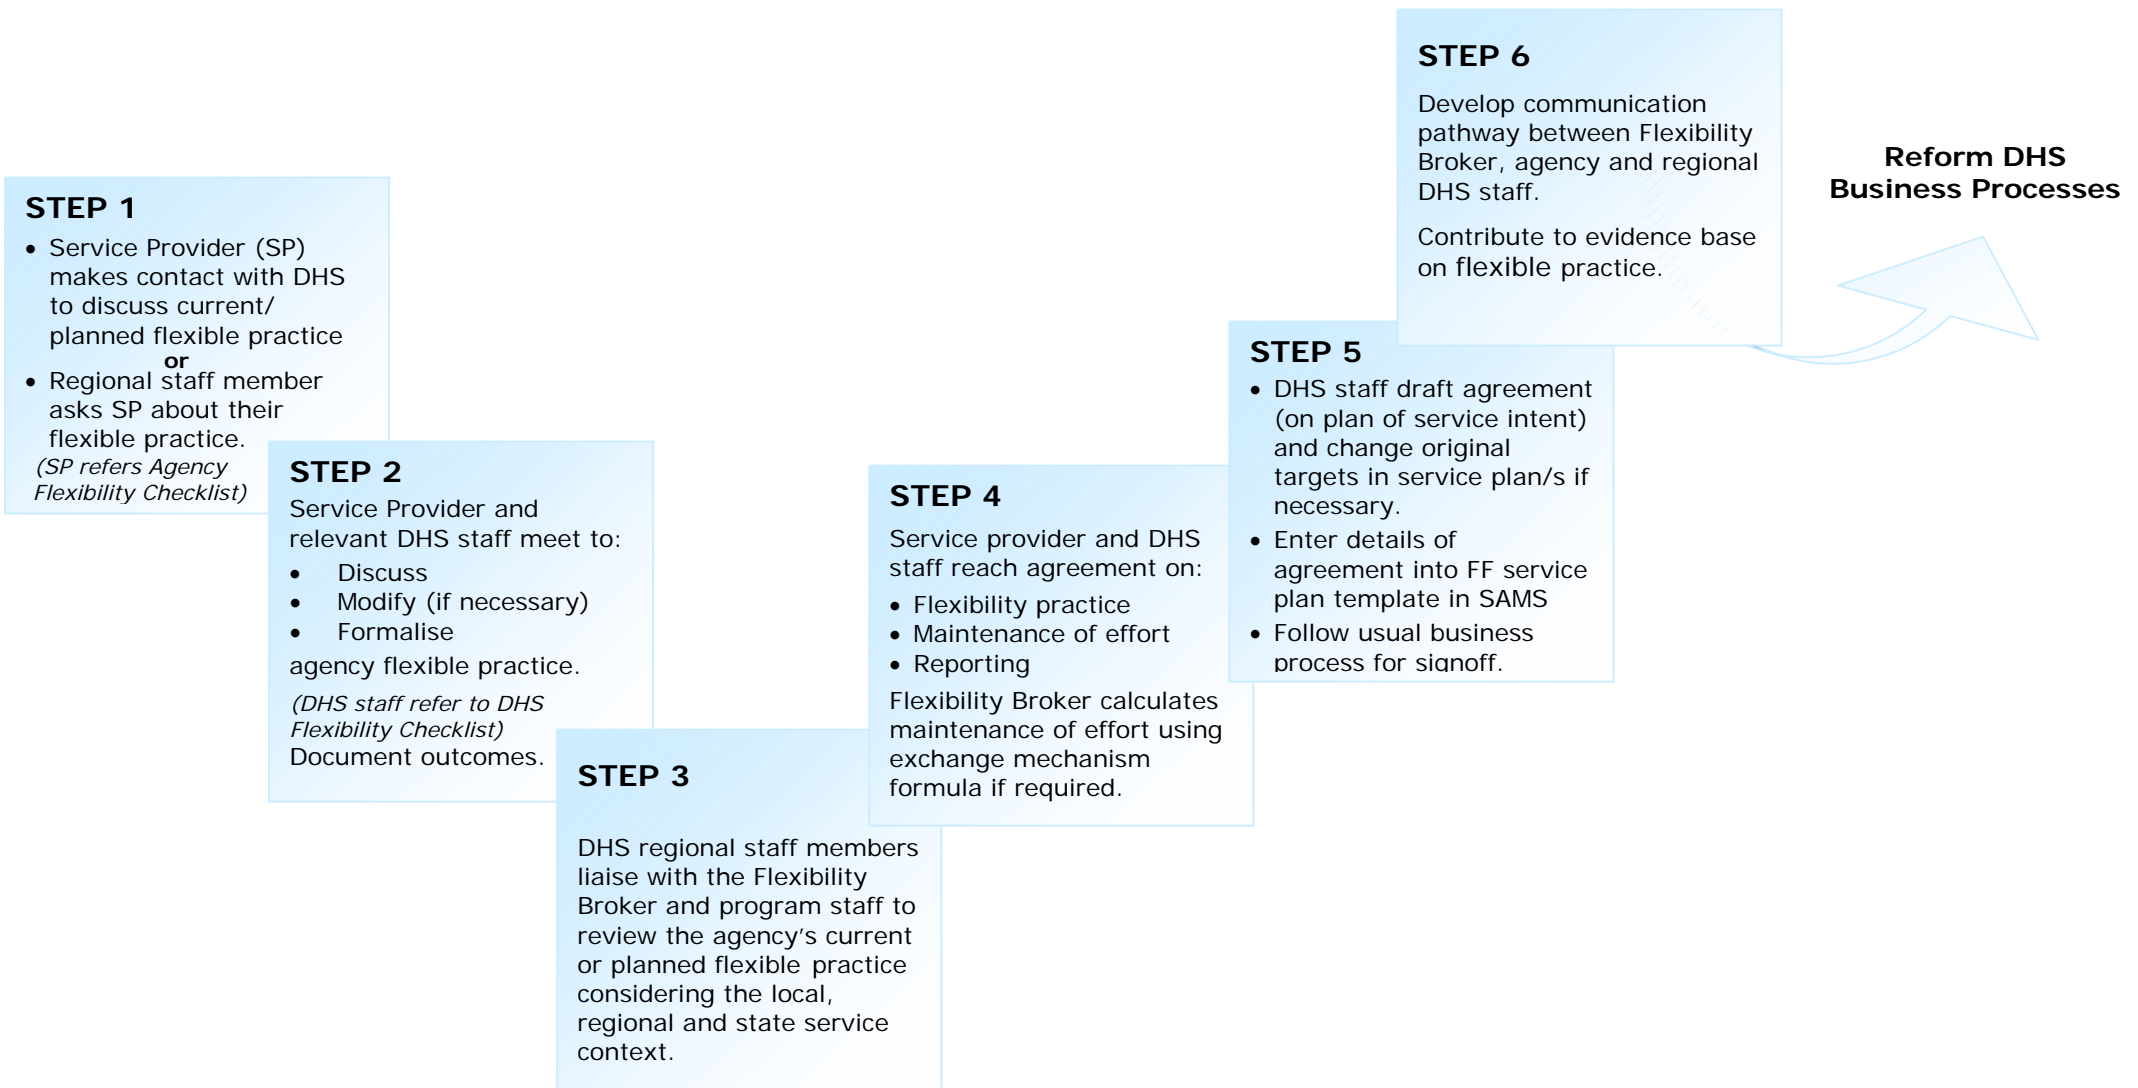 STEP 1
• Service Provider (SP)
makes contact with DHS
to discuss current/
planned flexible practice
or
• Regional staff member
asks SP about their
flexible practice.
(SP refers Agency
Flexibility Checklist)
STEP 2
Service Provider and
relevant DHS staff meet to:
• Discuss
• Modify (if necessary)
• Formalise
agency flexible practice.
(DHS staff refer to DHS
Flexibility Checklist)
Document outcomes.
STEP 3
DHS regional staff members
liaise with the Flexibility
Broker and program staff to
review the agency’s current
or planned flexible practice
considering the local,
regional and state service
context.
STEP 4
Service provider and DHS
staff reach agreement on:
• Flexibility practice
• Maintenance of effort
• Reporting
Flexibility Broker calculates
maintenance of effort using
exchange mechanism
formula if required.
STEP 5
• DHS staff draft agreement
(on plan of service intent)
and change original
targets in service plan/s if
necessary.
• Enter details of
agreement into FF service
plan template in SAMS
• Follow usual business
process for signoff.
STEP 6
Develop communication
pathway between Flexibility
Broker, agency and regional
DHS staff.
Contribute to evidence base
on flexible practice.
Reform DHS
Business Processes